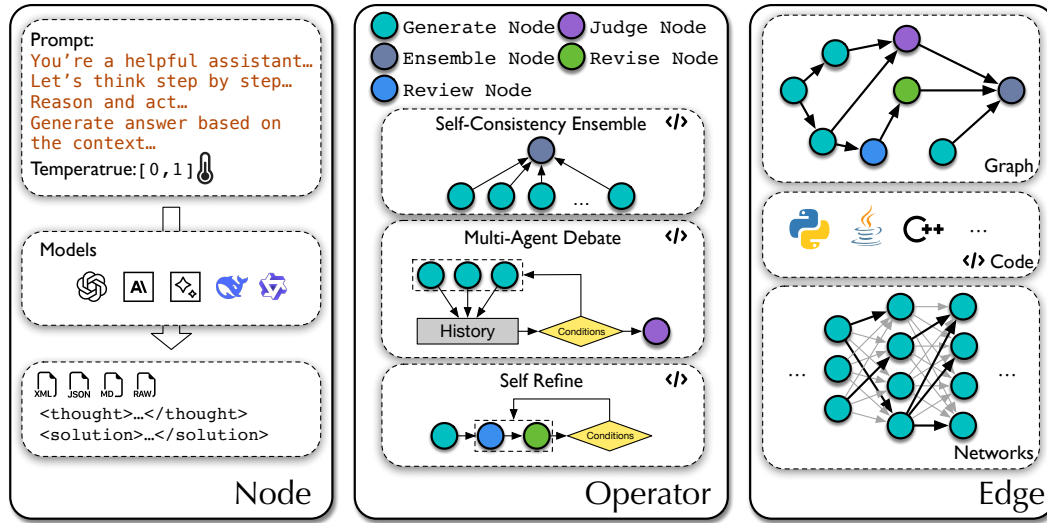 Prompt:
You're a helpful assistant…
Let's think step by step…
Reason and act…
Generate answer based on
the context…
Temperatrue:[0,1]
Models
AI
XML JSON MD RAW
<thought>…</thought>
<solution>…</solution>
Node
Generate Node
Judge Node
Ensemble Node
Revise Node
Review Node
Self-Consistency Ensemble </>
...
Multi-Agent Debate </>
History
Conditions
Self Refine </>
Conditions
Operator
Graph
C++ ...
</> Code
... ...
Networks
Edge